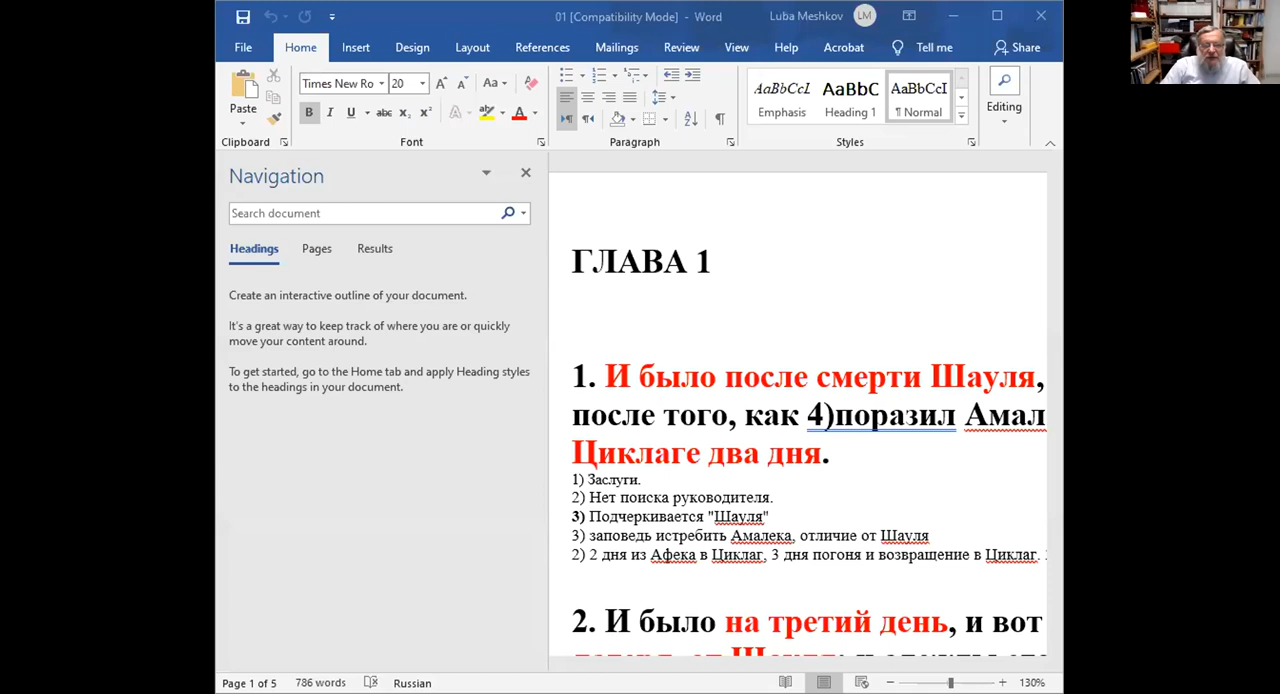 01 [Compatibility Mode] - Word
Luba Meshkov LM
File Home Insert Design Layout References Mailings Review View Help Acrobat Tell me Share
Times New Ro 20 Aa
Paste
B I U abc x₂ x² A A
AaBbCcI AaBbC AaBbCcI
Emphasis Heading 1 ¶ Normal
Editing
Clipboard Font Paragraph Styles
Navigation
Search document
Headings Pages Results
Create an interactive outline of your document.
It's a great way to keep track of where you are or quickly
move your content around.
To get started, go to the Home tab and apply Heading styles
to the headings in your document.
ГЛАВА 1
1. И было после смерти Шауля,
после того, как 4)поразил Амал
Циклаге два дня.
1) Заслуги.
2) Нет поиска руководителя.
3) Подчеркивается "Шауля"
3) заповедь истребить Амалека, отличие от Шауля
2) 2 дня из Афека в Циклаг, 3 дня погоня и возвращение в Циклаг.
2. И было на третий день, и вот
Page 1 of 5 786 words Russian 130%